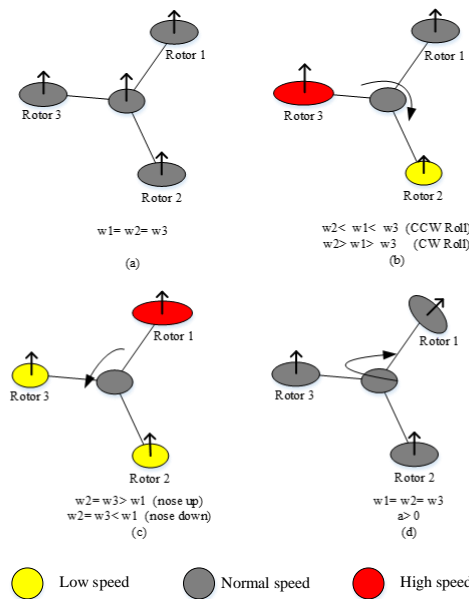 Rotor 1
Rotor 3
Rotor 2
w1= w2= w3
(a)
Rotor 1
Rotor 3
Rotor 2
w2< w1< w3 (CCW Roll)
w2> w1> w3 (CW Roll)
(b)
Rotor 1
Rotor 3
Rotor 2
w2= w3> w1 (nose up)
w2= w3< w1 (nose down)
(c)
Rotor 1
Rotor 3
Rotor 2
w1= w2= w3
a> 0
(d)
Low speed
Normal speed
High speed